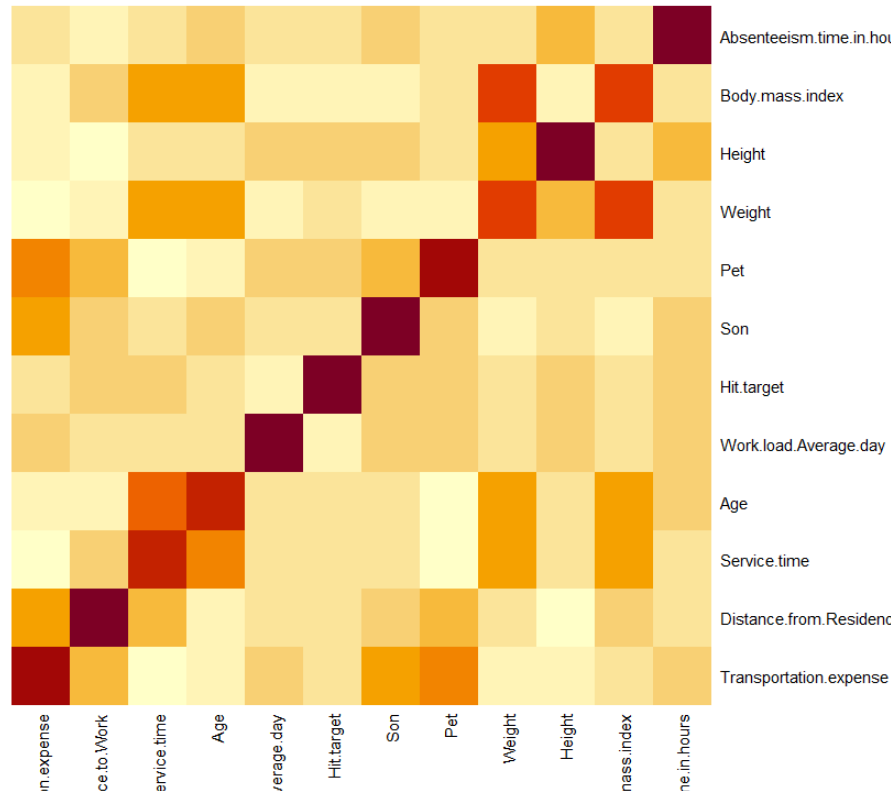 Absenteeism.time.in.hou
Body.mass.index
Height
Weight
Pet
Son
Hit.target
Work.load.Average.day
Age
Service.time
Distance.from.Residenc
Transportation.expense
on.expense
ce.to.Work
ervice.time
Age
verage.day
Hit.target
Son
Pet
Weight
Height
mass.index
ne.in.hours